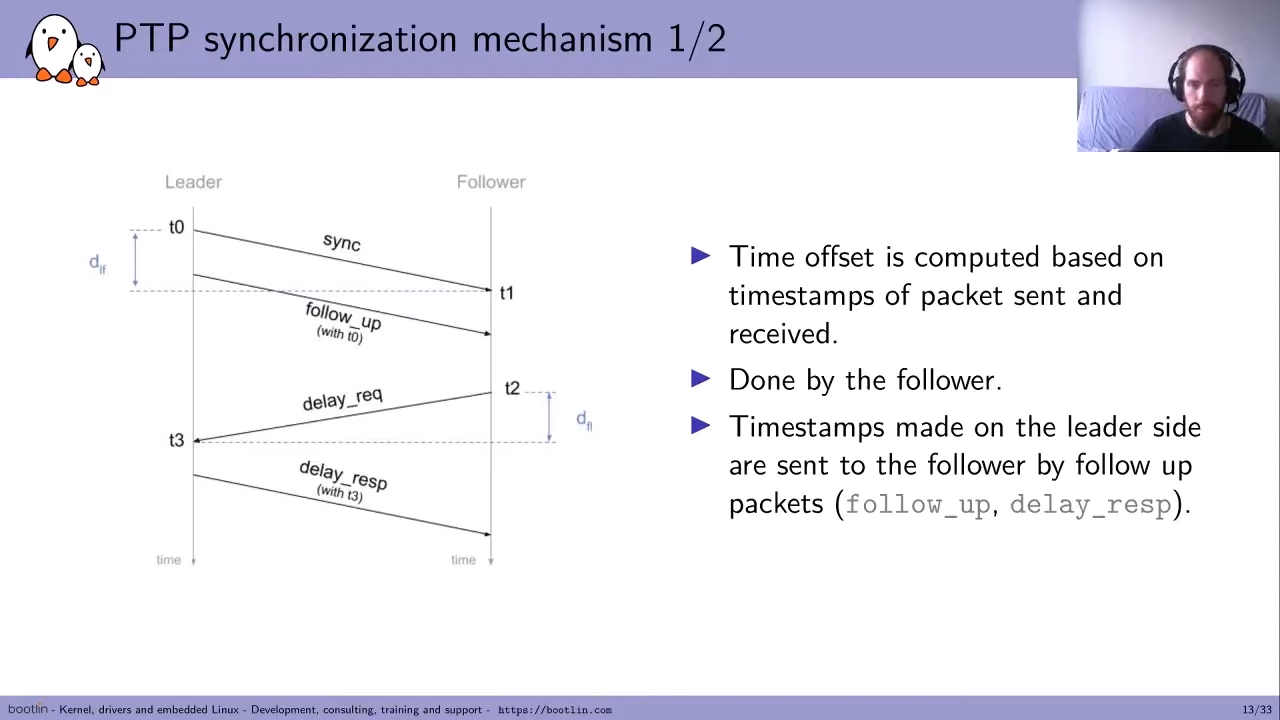 PTP synchronization mechanism 1/2
Leader
Follower
t0
sync
d_lf
t1
follow_up
(with t0)
t2
delay_req
d_fl
t3
delay_resp
(with t3)
time
time
▶ Time offset is computed based on
timestamps of packet sent and
received.
▶ Done by the follower.
▶ Timestamps made on the leader side
are sent to the follower by follow up
packets (follow_up, delay_resp).
bootlin - Kernel, drivers and embedded Linux - Development, consulting, training and support - https://bootlin.com
13/33